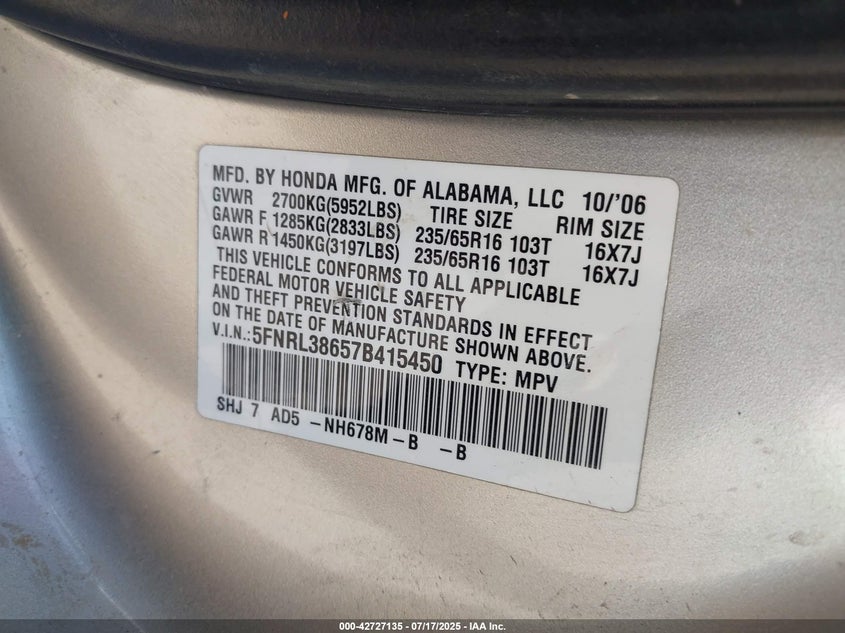 MFD. BY HONDA MFG. OF ALABAMA, LLC 10/'06
GVWR 2700KG(5952LBS) TIRE SIZE RIM SIZE
GAWR F 1285KG(2833LBS) 235/65R16 103T 16X7J
GAWR R 1450KG(3197LBS) 235/65R16 103T 16X7J
THIS VEHICLE CONFORMS TO ALL APPLICABLE
FEDERAL MOTOR VEHICLE SAFETY
AND THEFT PREVENTION STANDARDS IN EFFECT
ON THE DATE OF MANUFACTURE SHOWN ABOVE.
V.I.N.: 5FNRL38657B415450 TYPE: MPV
SHJ 7 AD5 -NH678M-B -B
000-42727135 - 07/17/2025 - IAA Inc.